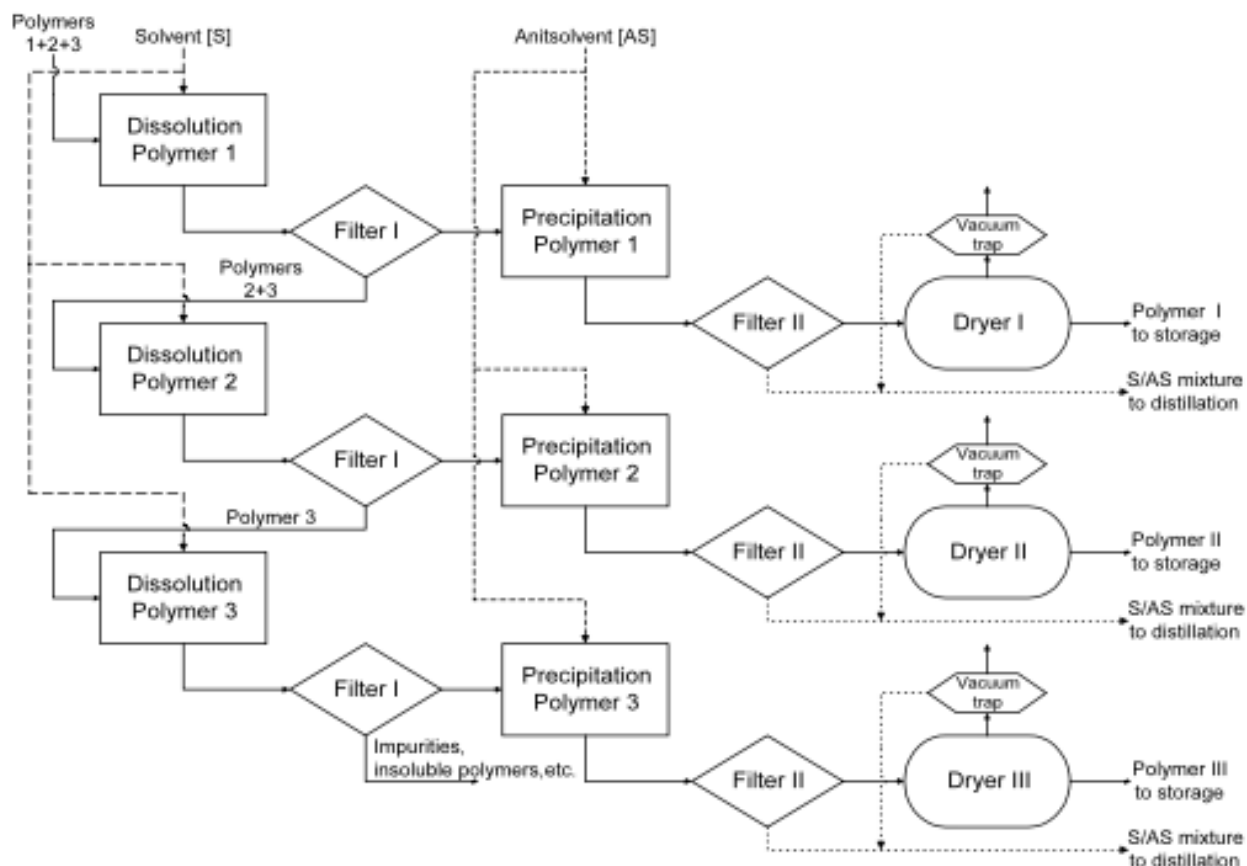 Polymers
1+2+3
Solvent [S]
Anitsolvent [AS]
Dissolution
Polymer 1
Filter I
Precipitation
Polymer 1
Vacuum
trap
Polymers
2+3
Filter II
Dryer I
Polymer I
to storage
Dissolution
Polymer 2
S/AS mixture
to distillation
Filter I
Precipitation
Polymer 2
Vacuum
trap
Polymer 3
Filter II
Dryer II
Polymer II
to storage
Dissolution
Polymer 3
S/AS mixture
to distillation
Filter I
Precipitation
Polymer 3
Vacuum
trap
Impurities,
insoluble polymers,etc.
Filter II
Dryer III
Polymer III
to storage
S/AS mixture
to distillation